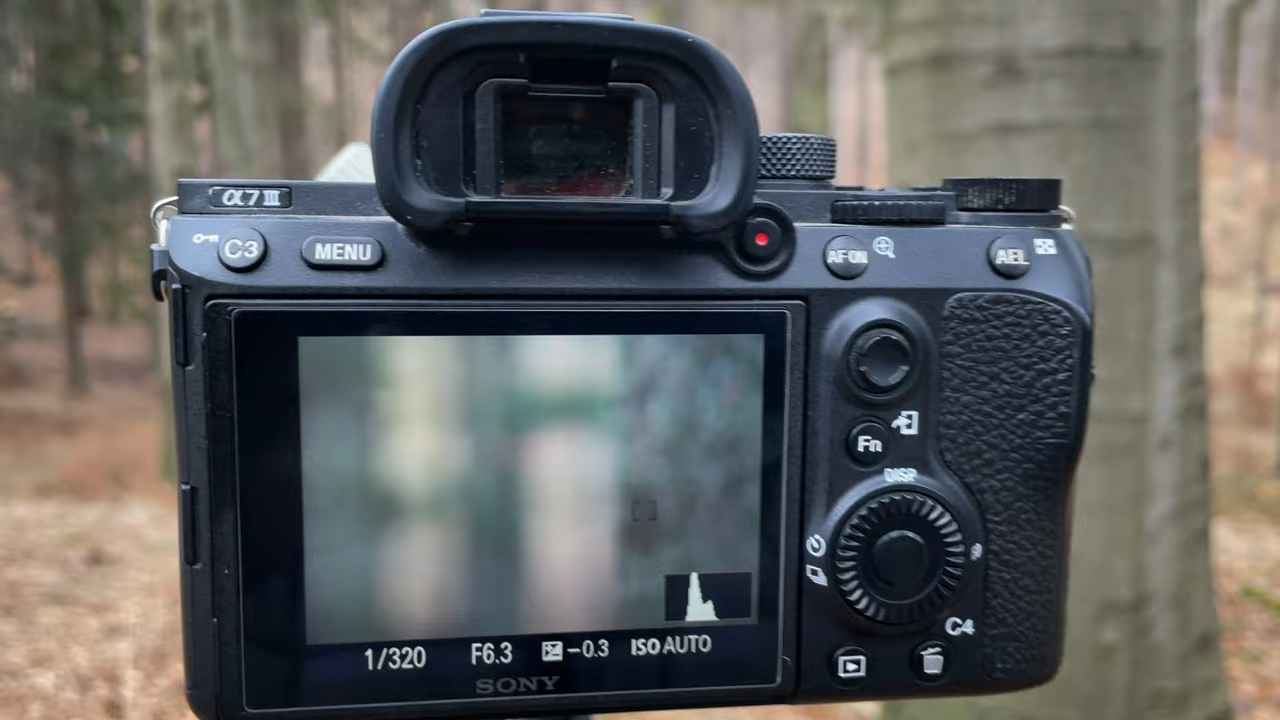 α7 III
C3 MENU
AF ON AEL
Fn
DISP
C4
1/320 F6.3 −0.3 ISO AUTO
SONY